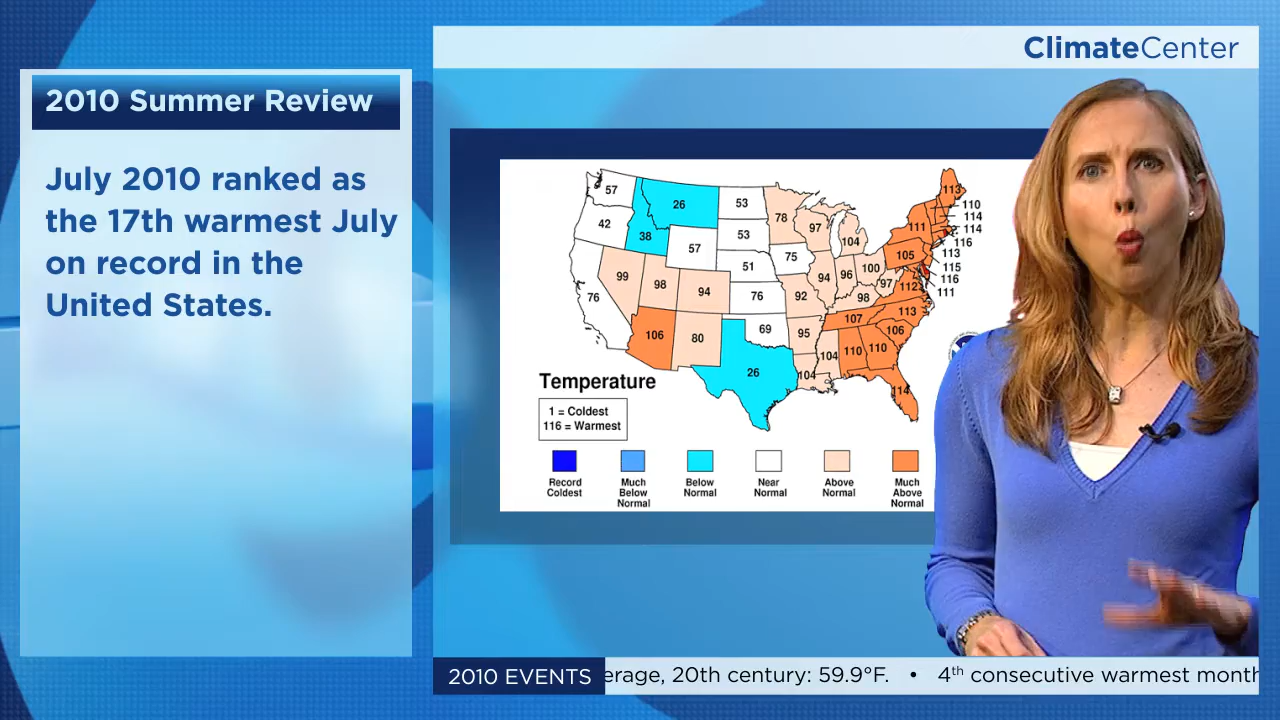 ClimateCenter
2010 Summer Review
July 2010 ranked as
the 17th warmest July
on record in the
United States.
57
26
53
78
113
110
114
114
116
113
115
116
111
42
38
57
53
97
104
111
105
51
75
99
98
94
94
96
100
97
112
76
76
92
98
113
107
106
106
80
69
95
104
110
110
26
104
114
Temperature
1 = Coldest
116 = Warmest
Record
Coldest
Much
Below
Normal
Below
Normal
Near
Normal
Above
Normal
Much
Above
Normal
2010 EVENTS
erage, 20th century: 59.9°F. • 4th consecutive warmest month